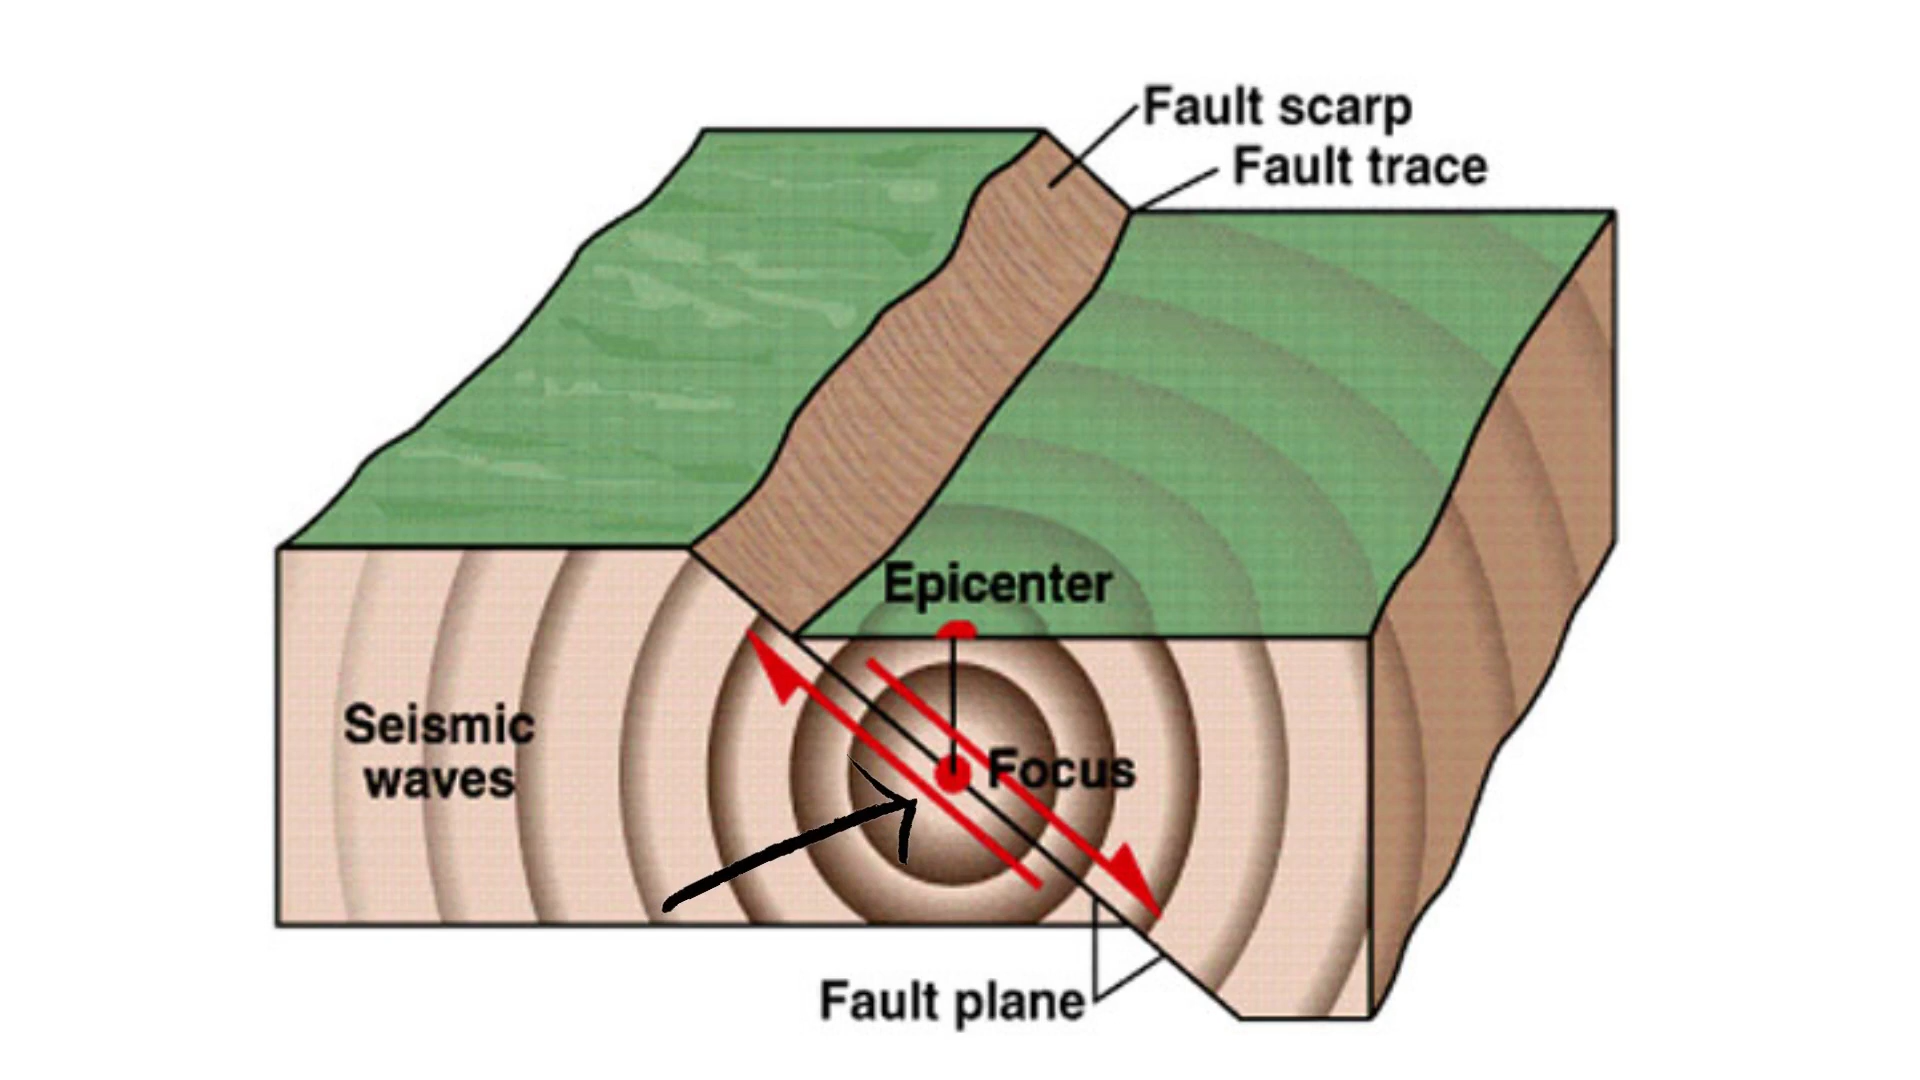 Fault scarp
Fault trace
Epicenter
Seismic
waves
Focus
Fault plane